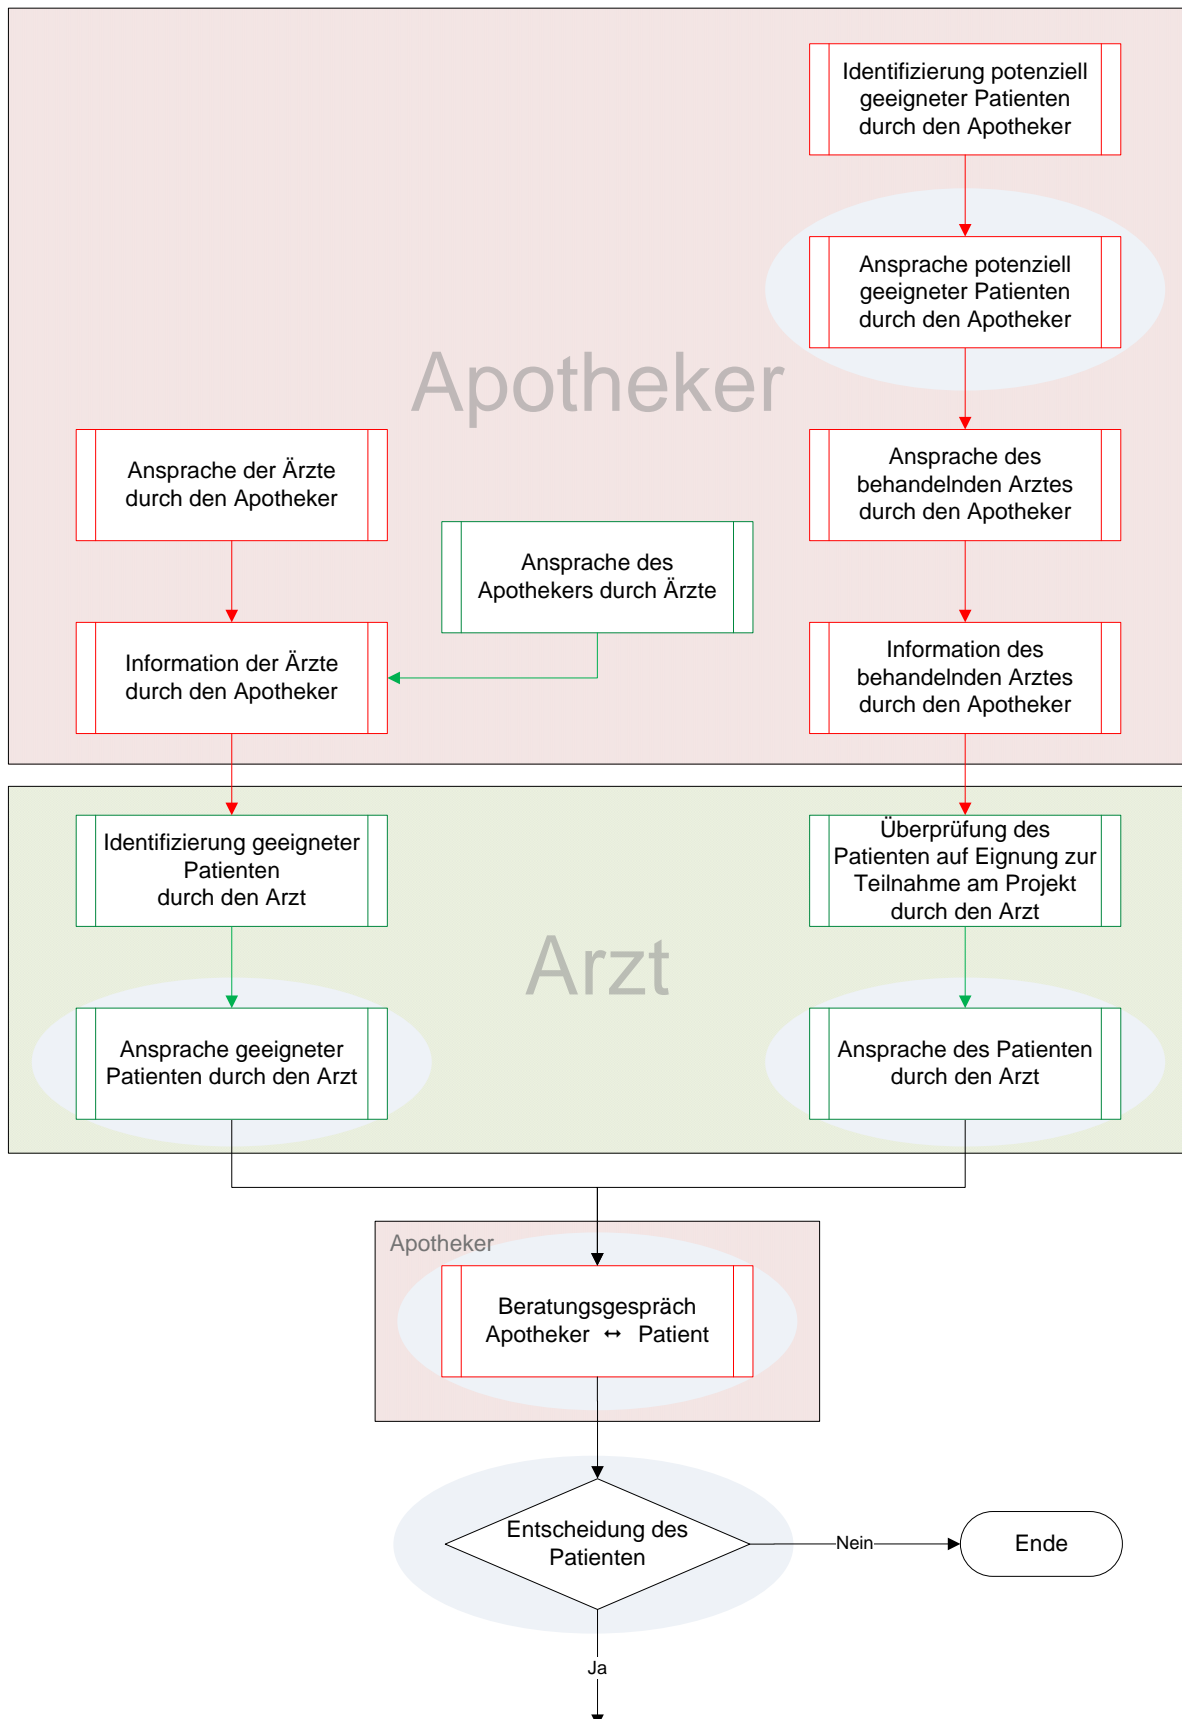 Identifizierung potenziell
geeigneter Patienten
durch den Apotheker
Ansprache potenziell
geeigneter Patienten
durch den Apotheker
Apotheker
Ansprache der Ärzte
durch den Apotheker
Ansprache des
behandelnden Arztes
durch den Apotheker
Ansprache des
Apothekers durch Ärzte
Information der Ärzte
durch den Apotheker
Information des
behandelnden Arztes
durch den Apotheker
Identifizierung geeigneter
Patienten
durch den Arzt
Überprüfung des
Patienten auf Eignung zur
Teilnahme am Projekt
durch den Arzt
Arzt
Ansprache geeigneter
Patienten durch den Arzt
Ansprache des Patienten
durch den Arzt
Apotheker
Beratungsgespräch
Apotheker ↔ Patient
Entscheidung des
Patienten
Nein
Ende
Ja